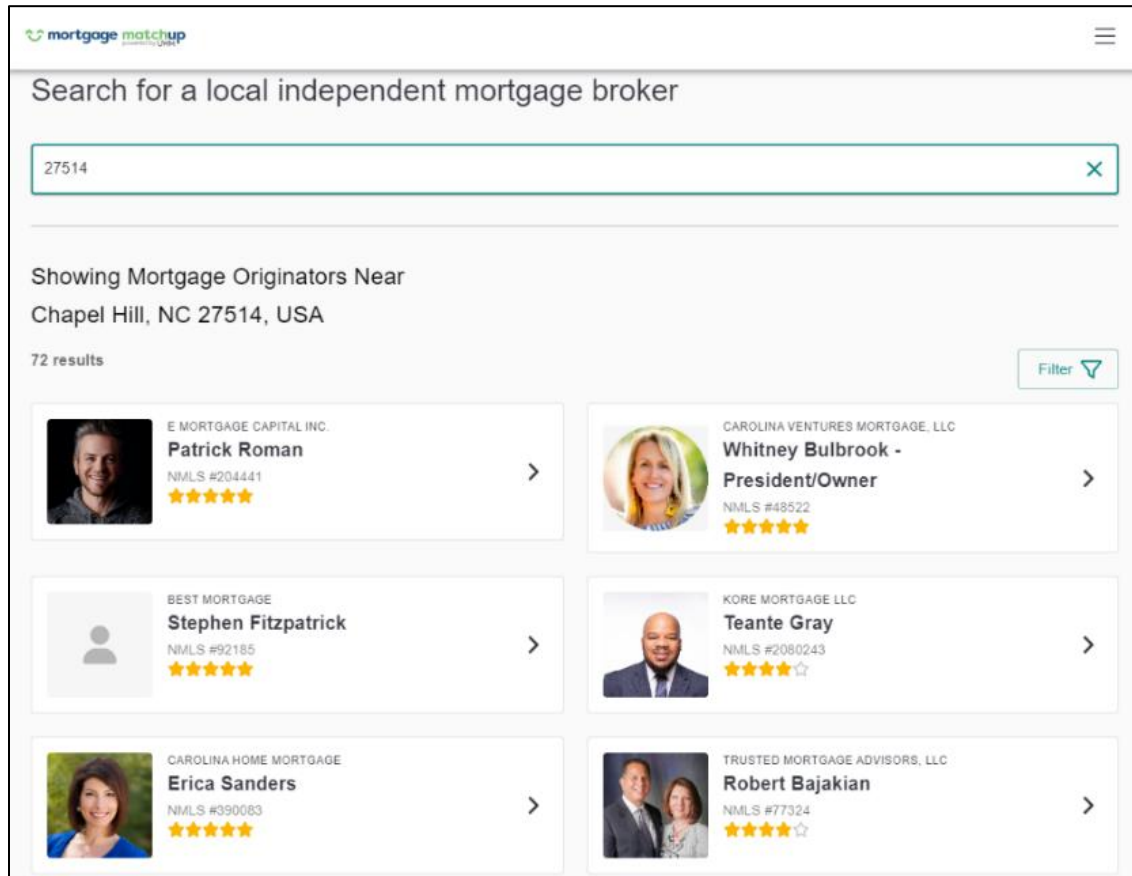 mortgage matchup
powered by UWM
Search for a local independent mortgage broker
27514
Showing Mortgage Originators Near
Chapel Hill, NC 27514, USA
72 results
Filter
E MORTGAGE CAPITAL INC.
Patrick Roman
NMLS #204441
CAROLINA VENTURES MORTGAGE, LLC
Whitney Bulbrook -
President/Owner
NMLS #48522
BEST MORTGAGE
Stephen Fitzpatrick
NMLS #92185
KORE MORTGAGE LLC
Teante Gray
NMLS #2080243
CAROLINA HOME MORTGAGE
Erica Sanders
NMLS #390083
TRUSTED MORTGAGE ADVISORS, LLC
Robert Bajakian
NMLS #77324